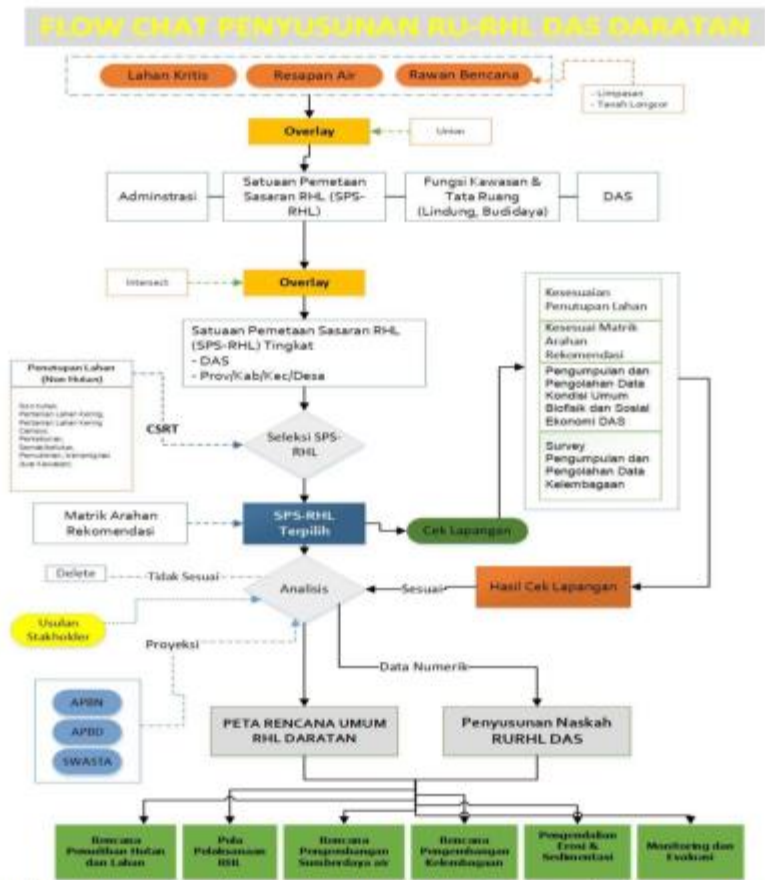 FLOW CHAT PENYUSUNAN RU-RHL DAS DARATAN
Lahan Kritis
Resapan Air
Rawan Bencana
- Limpasan
- Tanah Longsor
Overlay
Union
Adminstrasi
Satuaan Pemetaan
Sasaran RHL (SPS-
RHL)
Fungsi Kawasan &
Tata Ruang
(Lindung, Budidaya)
DAS
Intersect
Overlay
Satuaan Pemetaan Sasaran RHL
(SPS-RHL) Tingkat
- DAS
- Prov/Kab/Kec/Desa
Penutupan Lahan
(Non Hutan)
Pertanian Lahan Kering,
Pertanian Lahan Kering
CSRT
Seleksi SPS-
RHL
Kesesuaian
Penutupan Lahan
Kesesuai Matrik
Arahan
Rekomendasi
Pengumpulan dan
Pengolahan Data
Kondisi Umum
Biofisik dan Sosial
Ekonomi DAS
Survey
Pengumpulan dan
Pengolahan Data
Kelembagaan
Matrik Arahan
Rekomendasi
SPS-RHL
Terpilih
Cek Lapangan
Delete
Tidak Sesuai
Analisis
Sesuai
Hasil Cek Lapangan
Usulan
Stakholder
Proyeksi
Data Numerik
APBN
APBD
SWASTA
PETA RENCANA UMUM
RHL DARATAN
Penyusunan Naskah
RURHL DAS
Rencana
Pemulihan Hutan
dan Lahan
Pola
Pelaksanaan
RHL
Rencana
Pengembangan
Sumberdaya air
Rencana
Pengembangan
Kelembagaan
Pengendalian
Erosi &
Sedimentasi
Monitoring dan
Evaluasi